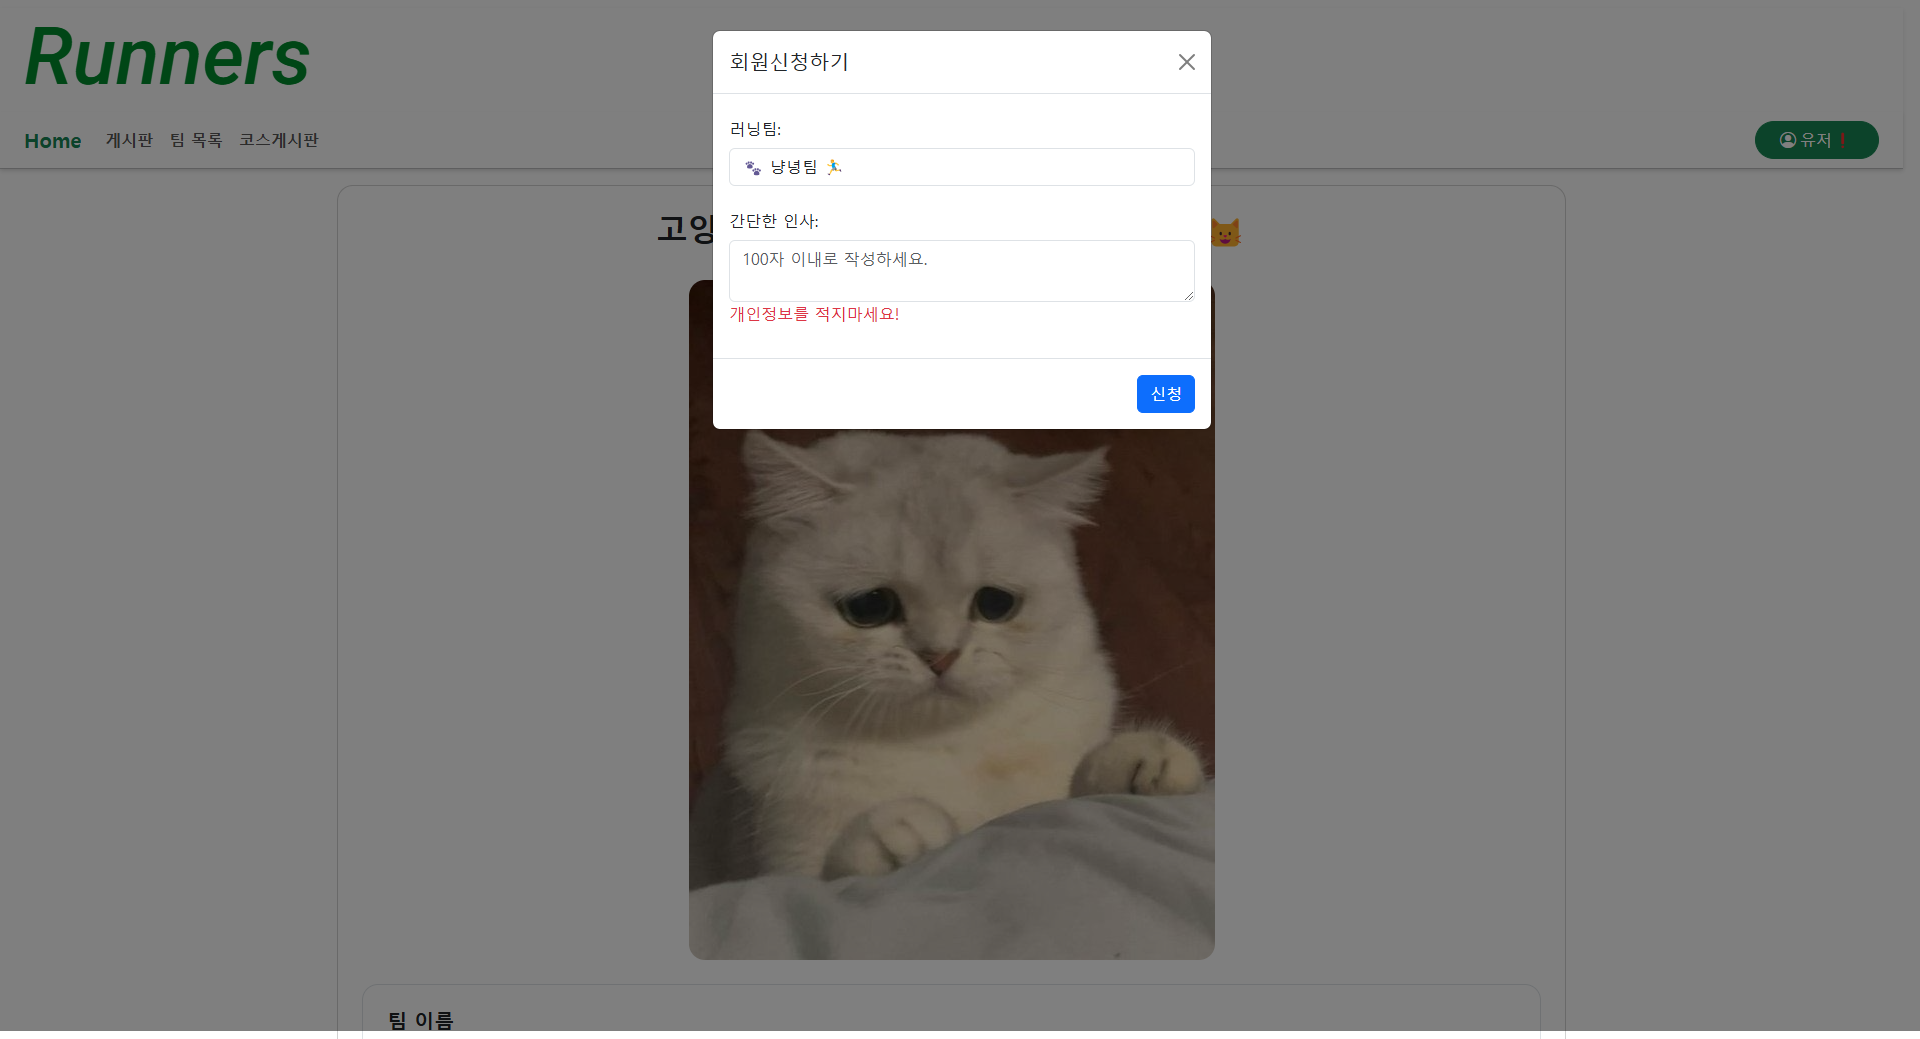 Runners
Home 게시판 팀 목록 코스게시판
유저❗
회원신청하기
러닝팀:
🐾 냥녕팀 🏃‍♂️
간단한 인사:
100자 이내로 작성하세요.
개인정보를 적지마세요!
신청
팀 이름